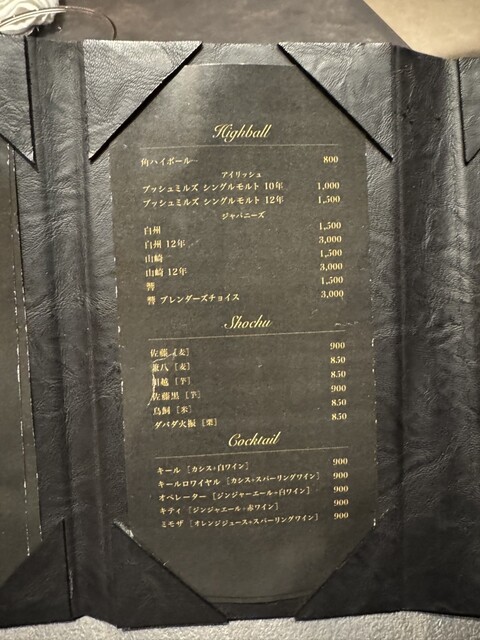 Highball
角ハイボール 800
アイリッシュ
ブッシュミルズ シングルモルト 10年 1,000
ブッシュミルズ シングルモルト 12年 1,500
ジャパニーズ
白州 1,500
白州 12年 3,000
山崎 1,500
山崎 12年 3,000
響 1,500
響 ブレンダーズチョイス 3,000
Shochu
佐藤 [麦] 900
兼八 [麦] 850
川越 [芋] 850
佐藤黒 [芋] 900
鳥飼 [米] 850
ダバダ火振 [栗] 850
Cocktail
キール [カシス+白ワイン] 900
キールロワイヤル [カシス+スパーリングワイン] 900
オペレーター [ジンジャーエール+白ワイン] 900
キティ [ジンジャエール+赤ワイン] 900
ミモザ [オレンジジュース+スパーリングワイン] 900